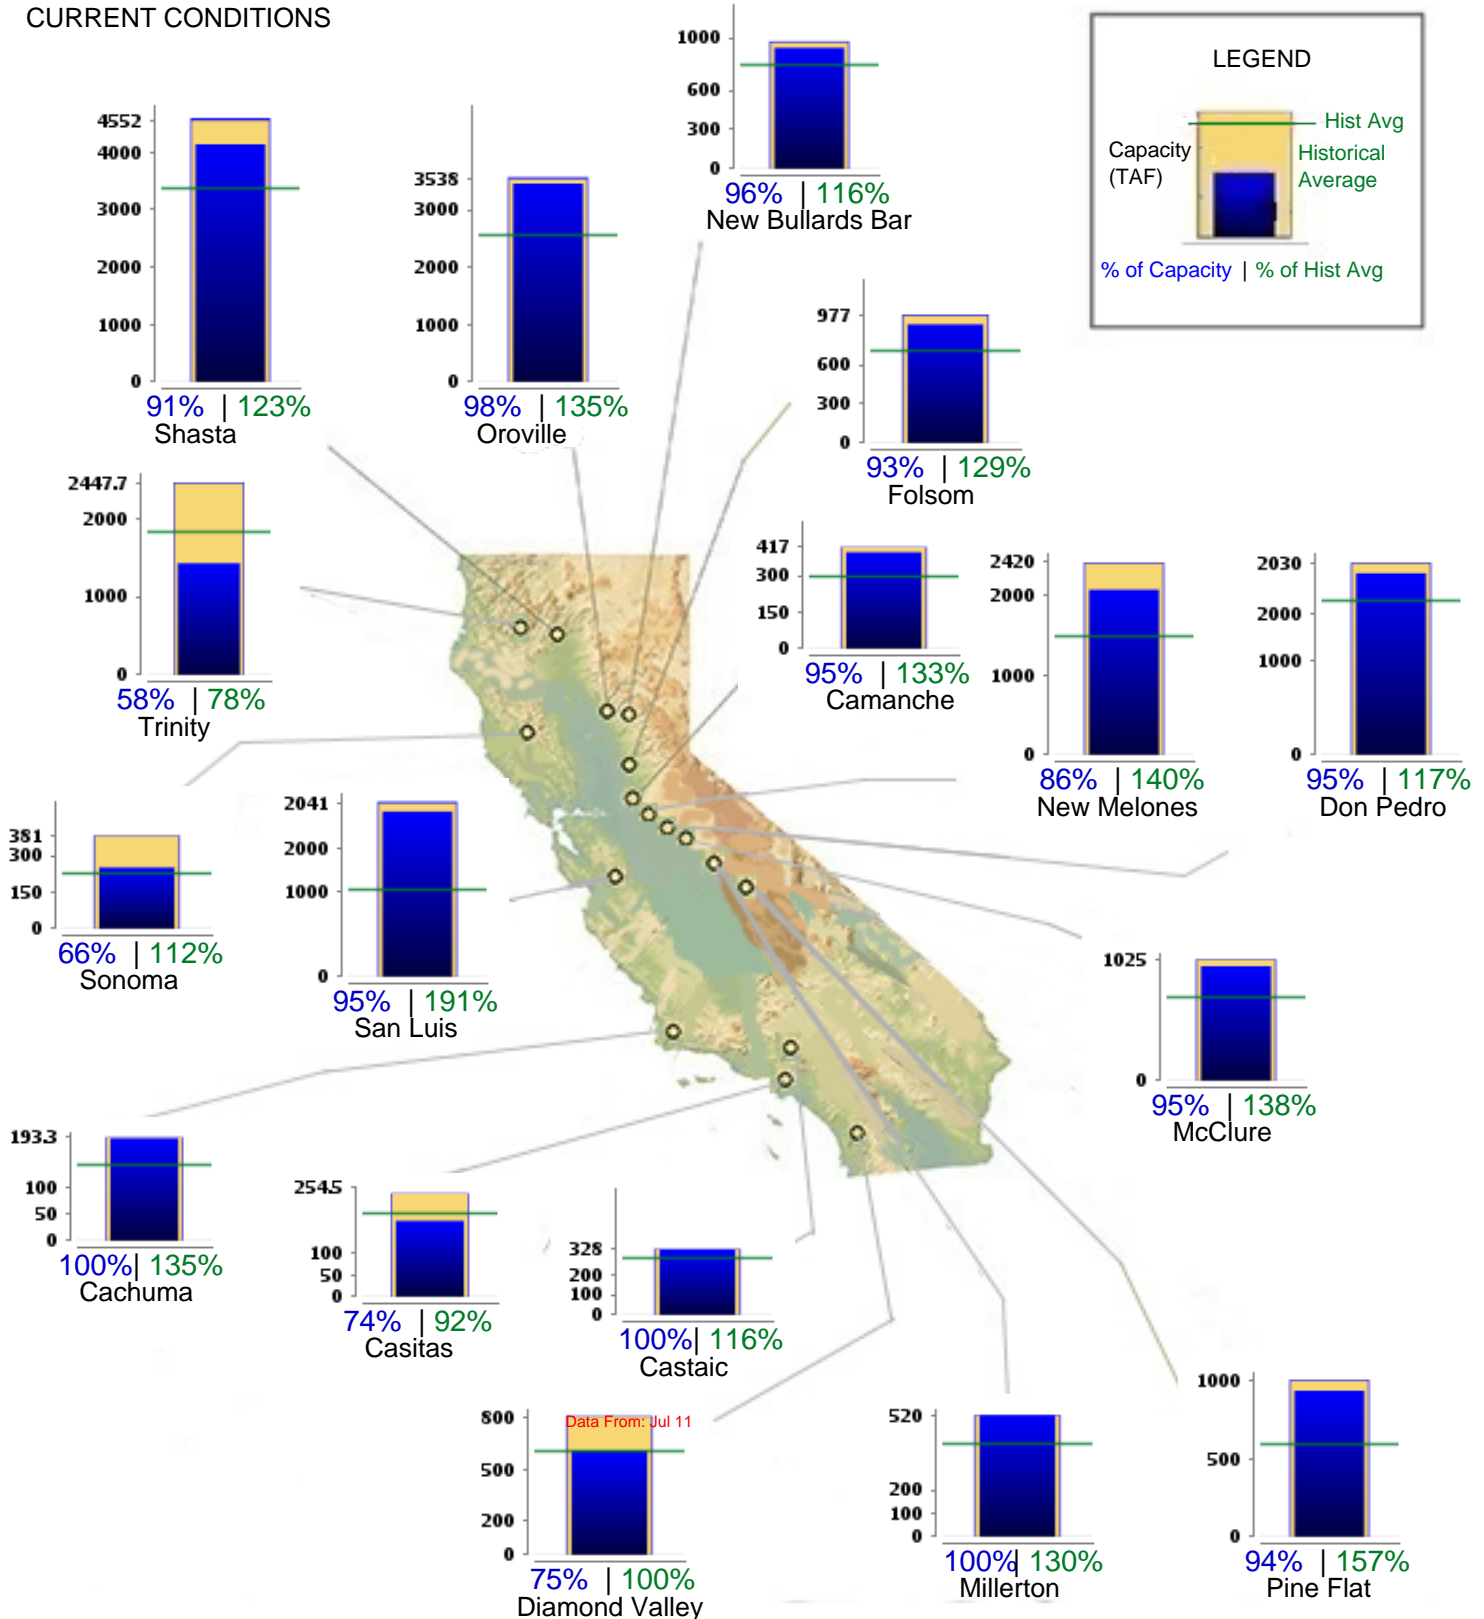 CURRENT CONDITIONS
LEGEND
Hist Avg
Capacity
(TAF)
Historical
Average
% of Capacity | % of Hist Avg
1000
600
300
0
96% | 116%
New Bullards Bar
4552
4000
3000
2000
1000
0
91% | 123%
Shasta
3538
3000
2000
1000
0
98% | 135%
Oroville
977
600
300
0
93% | 129%
Folsom
2447.7
2000
1000
0
58% | 78%
Trinity
417
300
150
0
95% | 133%
Camanche
2420
2000
1000
0
86% | 140%
New Melones
2030
2000
1000
0
95% | 117%
Don Pedro
381
300
150
0
66% | 112%
Sonoma
2041
2000
1000
0
95% | 191%
San Luis
1025
0
95% | 138%
McClure
193.3
100
50
0
100% | 135%
Cachuma
254.5
100
50
0
74% | 92%
Casitas
328
200
100
0
100% | 116%
Castaic
800
500
200
0
Data From: Jul 11
75% | 100%
Diamond Valley
520
200
100
0
100% | 130%
Millerton
1000
500
0
94% | 157%
Pine Flat